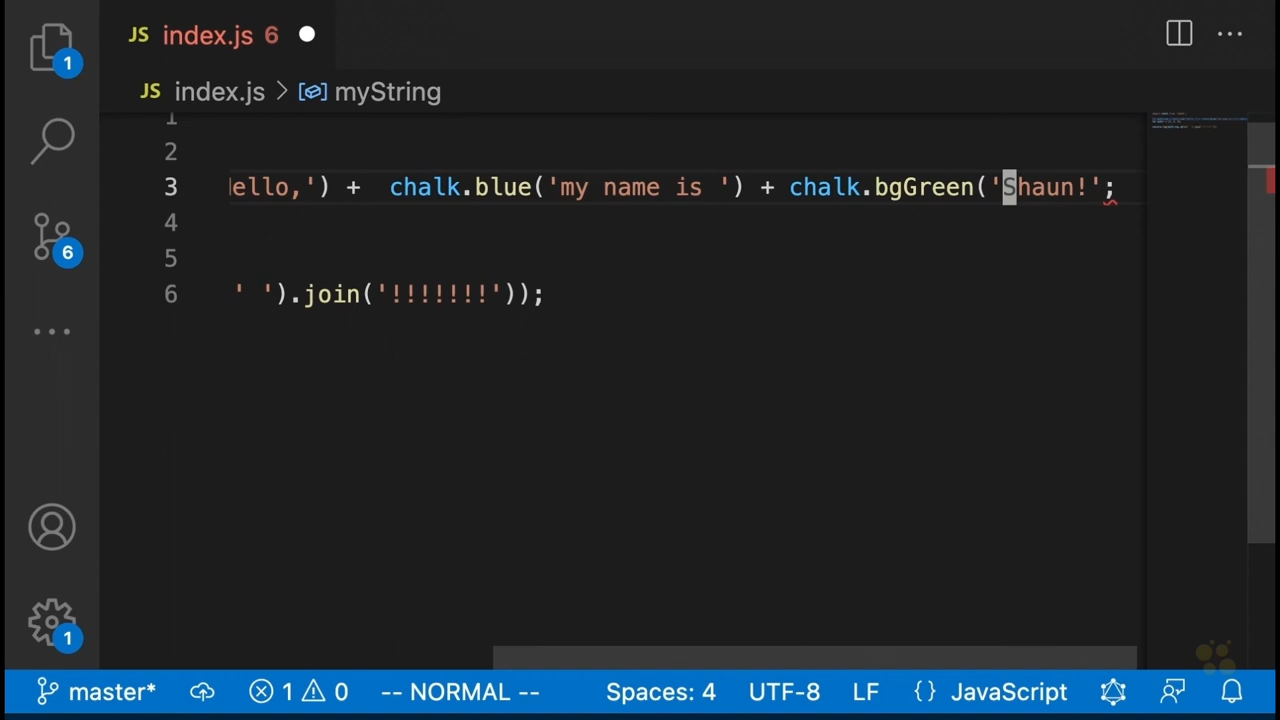 JS index.js 6
1
JS index.js > myString
1
2
3 ello,') +  chalk.blue('my name is ') + chalk.bgGreen('Shaun!';
4
6
5
6 ' ').join('!!!!!!!'));
1
master* 1 0 -- NORMAL -- Spaces: 4 UTF-8 LF {} JavaScript